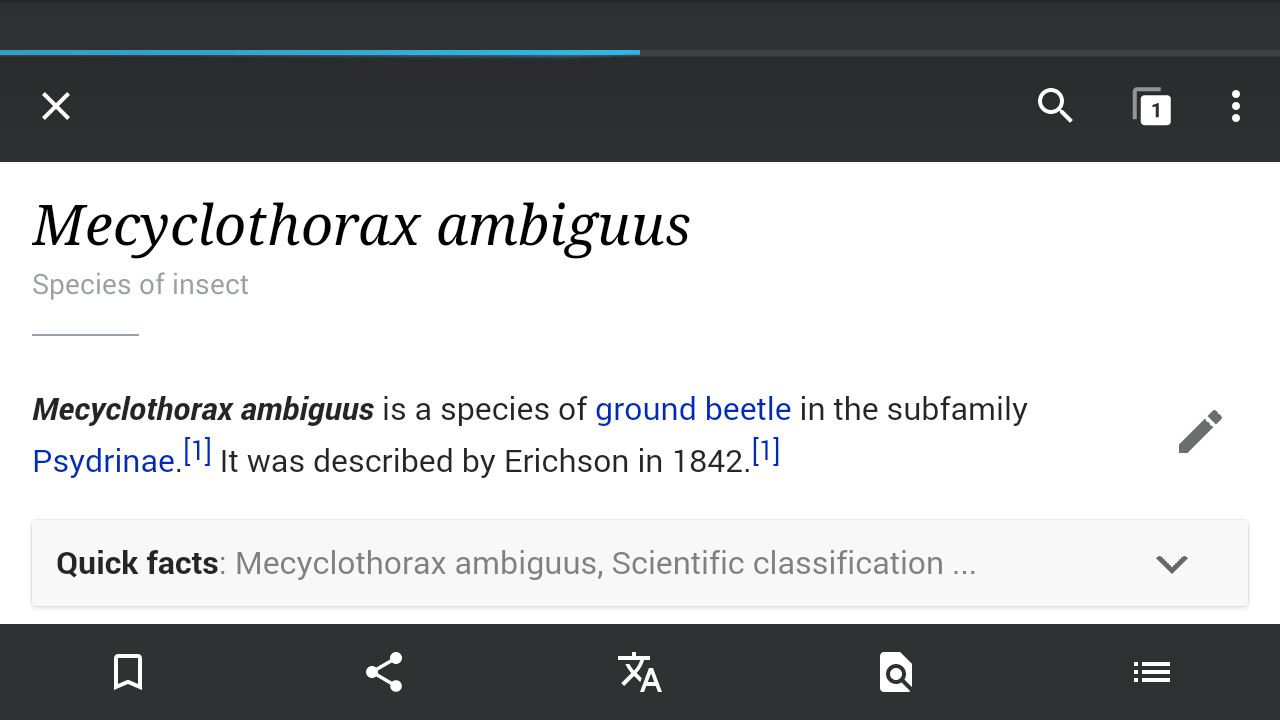 1
Mecyclothorax ambiguus
Species of insect
Mecyclothorax ambiguus is a species of ground beetle in the subfamily
Psydrinae.[1] It was described by Erichson in 1842.[1]
Quick facts: Mecyclothorax ambiguus, Scientific classification ...